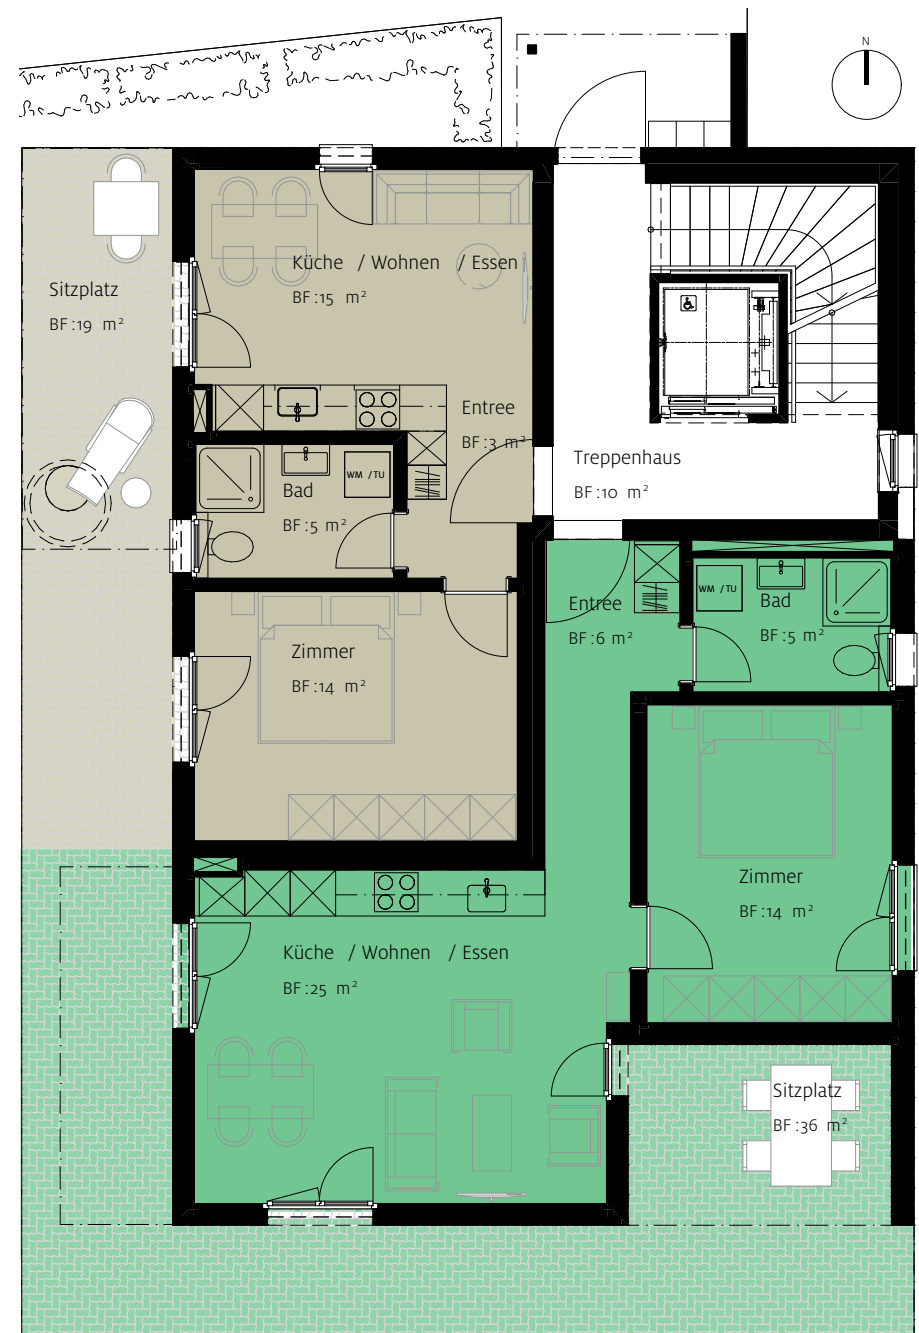 N
Küche / Wohnen / Essen
BF:15 m²
Sitzplatz
BF:19 m²
Entree
BF:3 m²
Treppenhaus
BF:10 m²
WM / TU
Bad
BF:5 m²
WM / TU
Bad
BF:5 m²
Entree
BF:6 m²
Zimmer
BF:14 m²
Zimmer
BF:14 m²
Küche / Wohnen / Essen
BF:25 m²
Sitzplatz
BF:36 m²